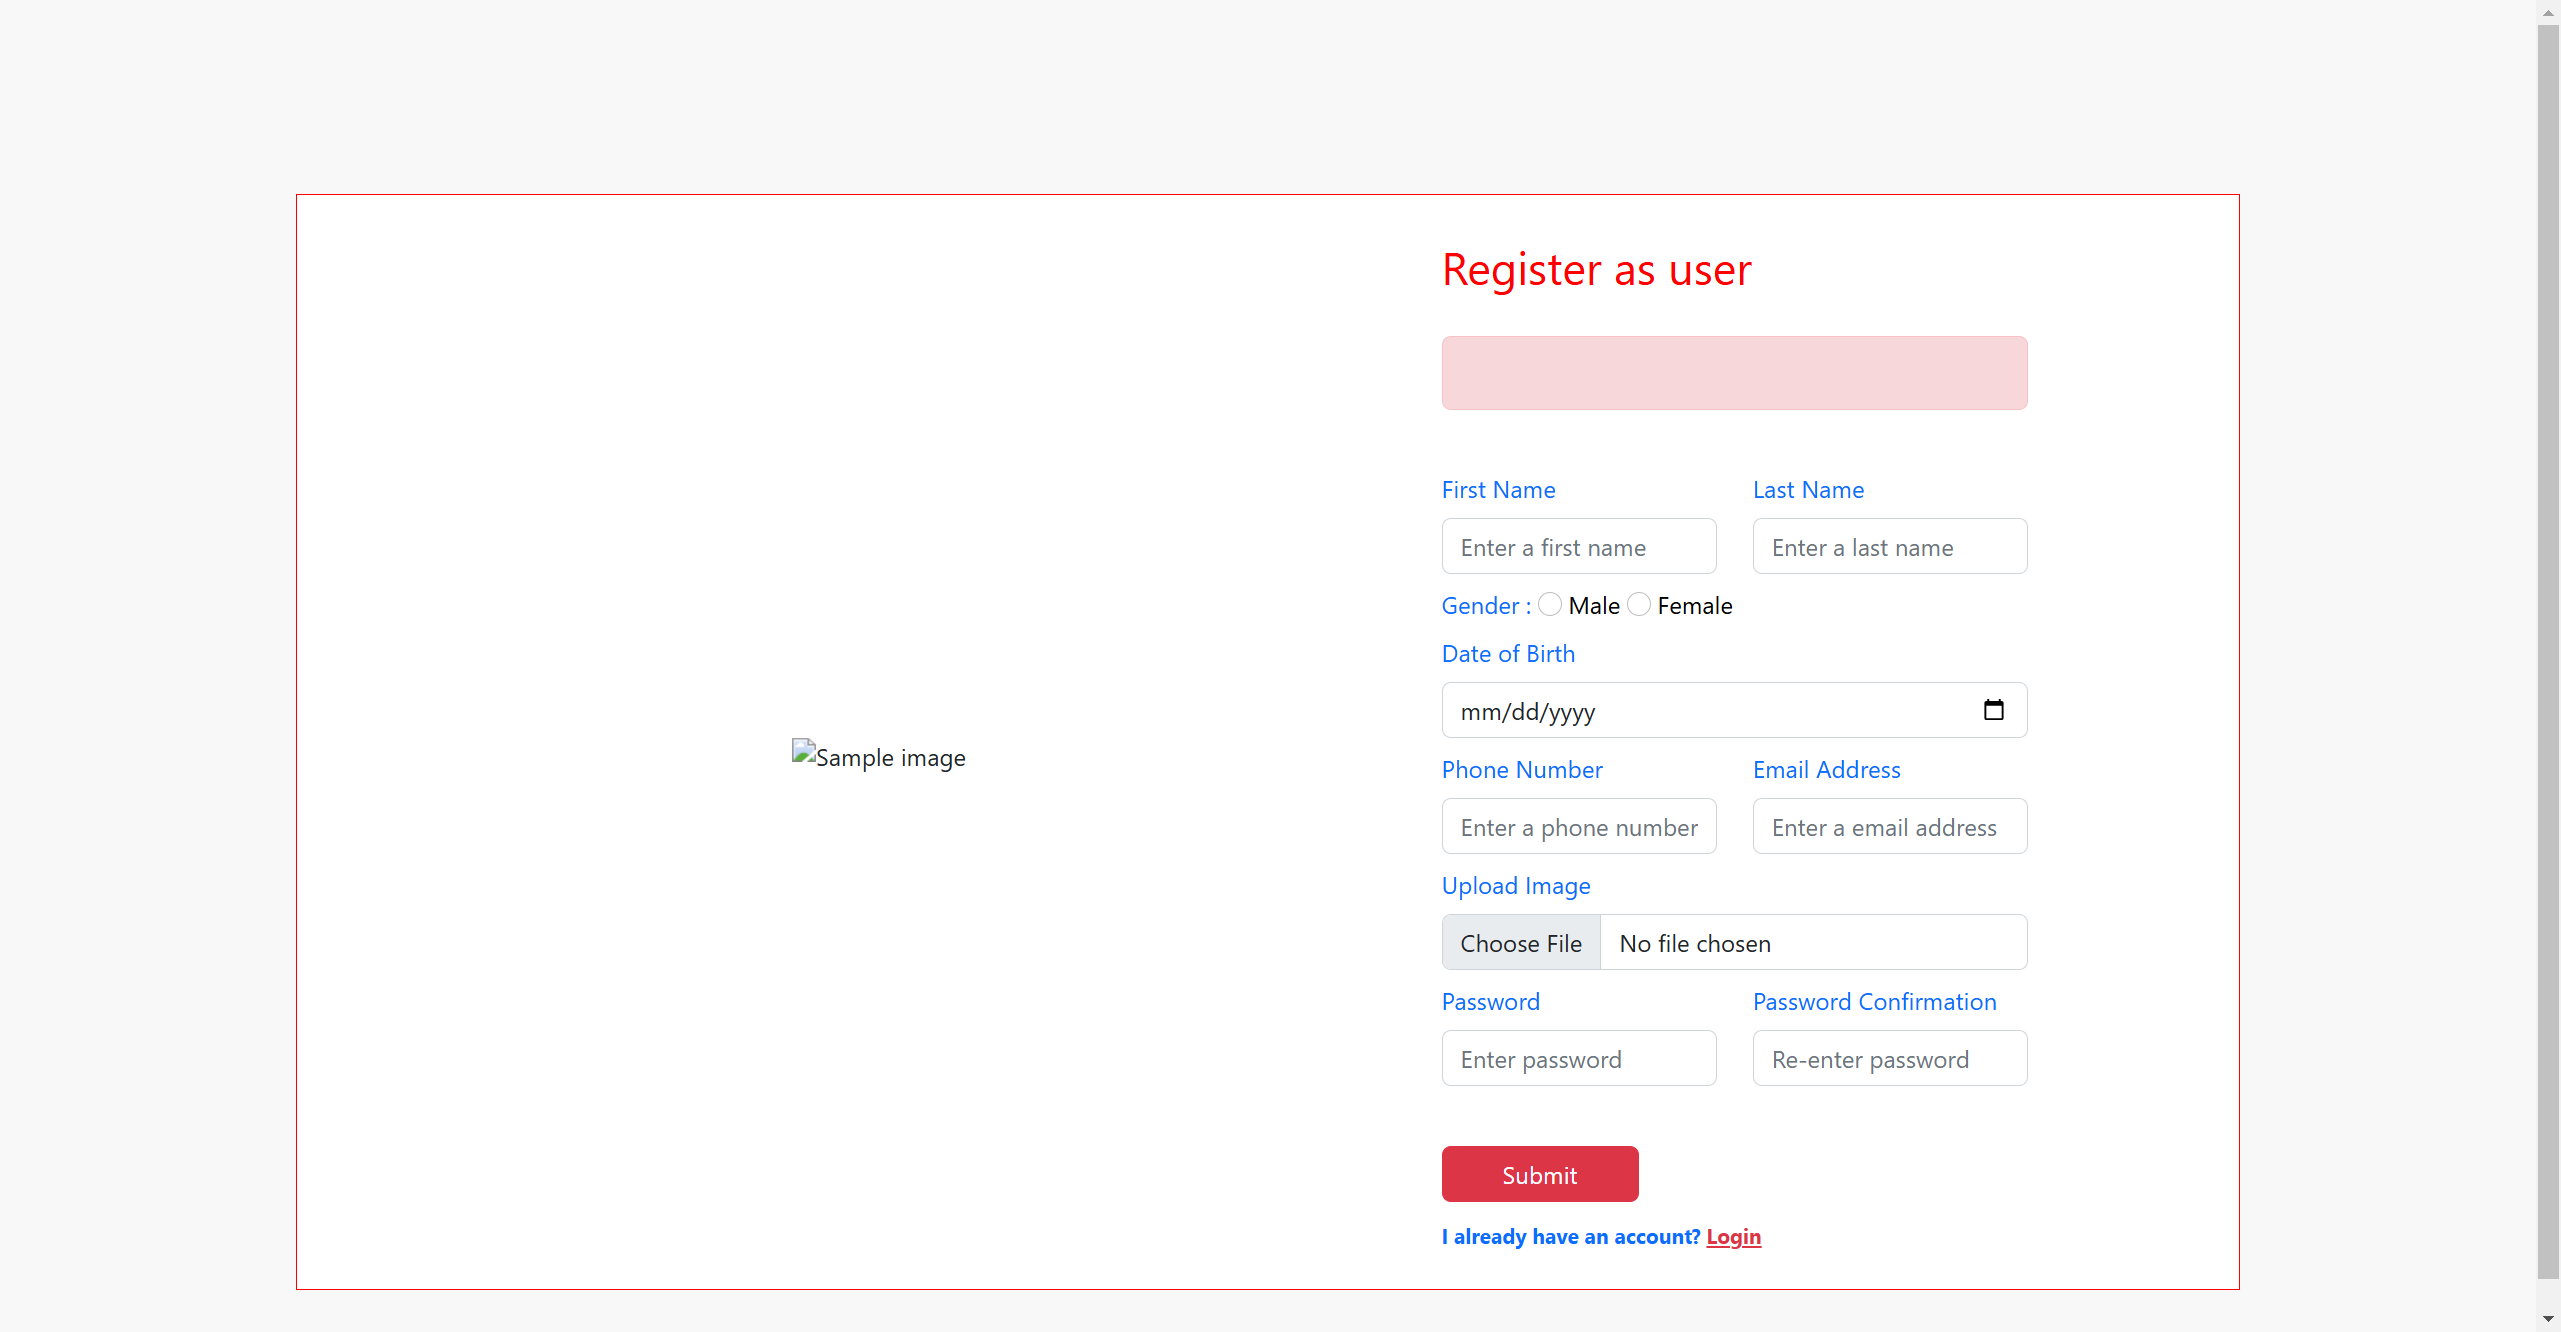 Register as user
First Name Last Name
Enter a first name Enter a last name
Gender : Male Female
Date of Birth
mm/dd/yyyy
Sample image
Phone Number Email Address
Enter a phone number Enter a email address
Upload Image
Choose File No file chosen
Password Password Confirmation
Enter password Re-enter password
Submit
I already have an account? Login